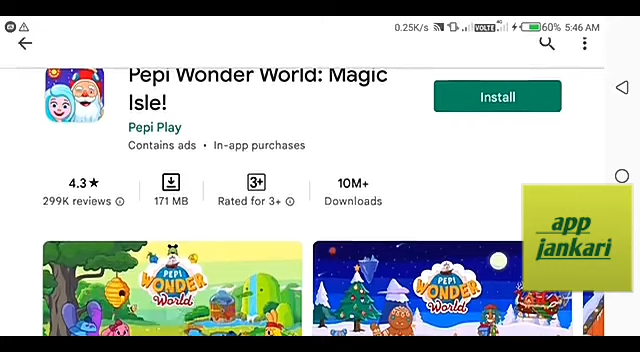 0.25K/s VOLTE 4G 60% 5:46 AM
Pepi Wonder World: Magic
Isle!
Install
Pepi Play
Contains ads • In-app purchases
4.3★ 3+ 10M+
299K reviews 171 MB Rated for 3+ Downloads
app
jankari
PEPI
WONDER
World
PEPI
WONDER
World